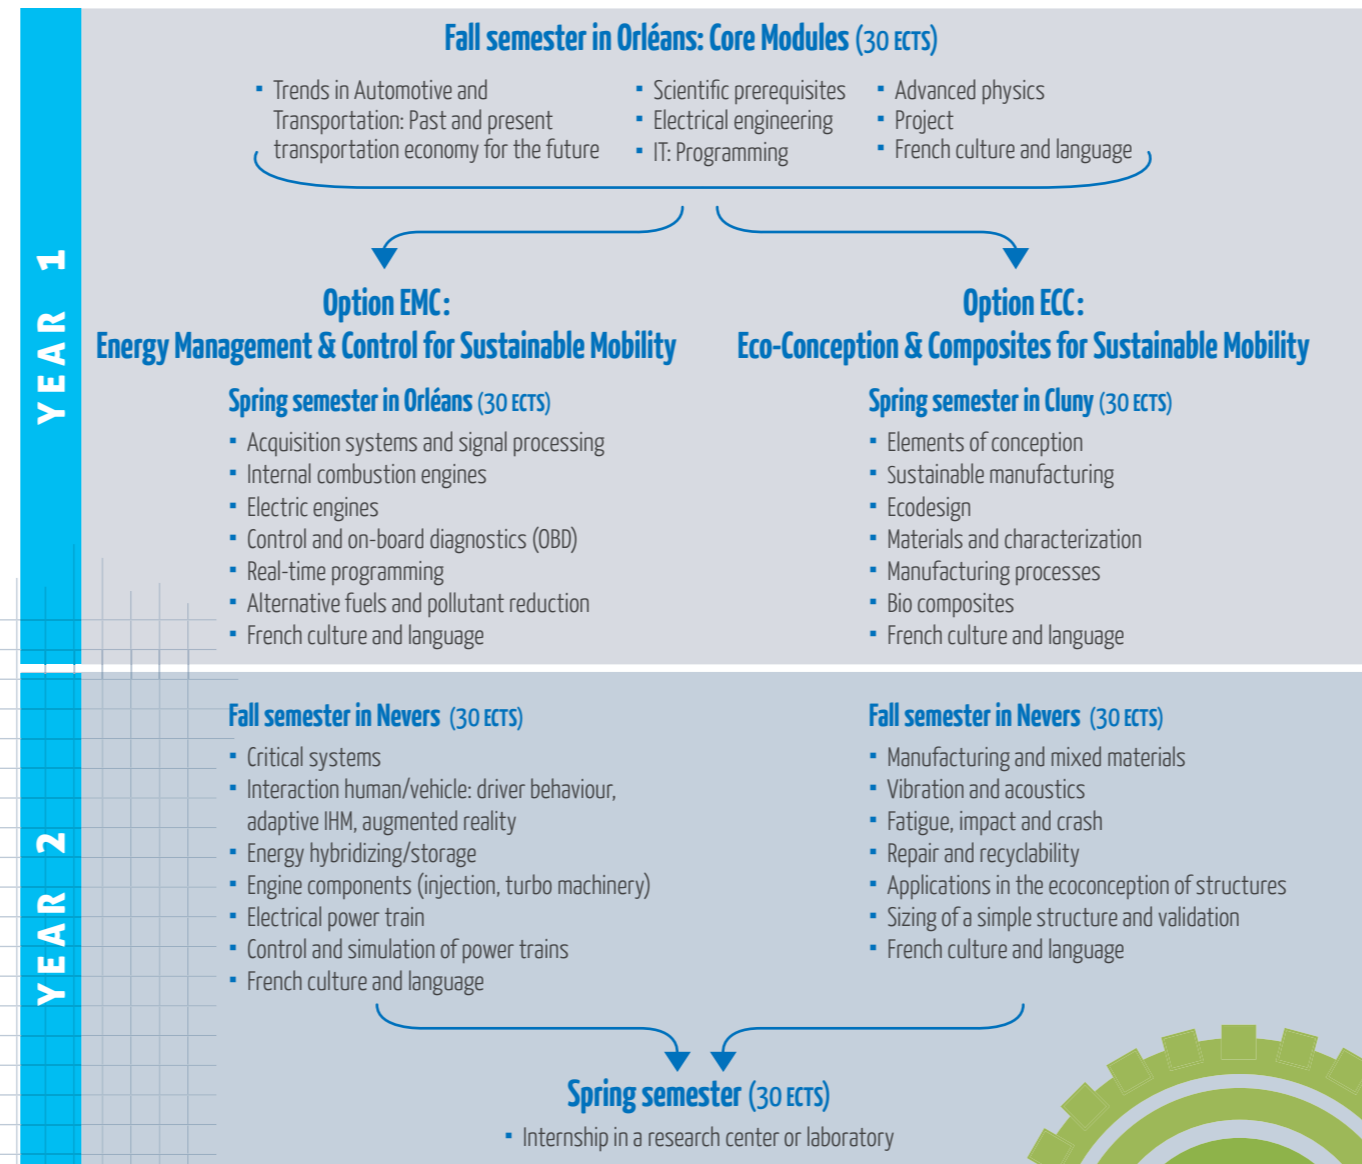 YEAR 1
Fall semester in Orléans: Core Modules (30 ECTS)
▪ Trends in Automotive and
Transportation: Past and present
transportation economy for the future
▪ Scientific prerequisites
▪ Electrical engineering
▪ IT: Programming
▪ Advanced physics
▪ Project
▪ French culture and language
Option EMC:
Energy Management & Control for Sustainable Mobility
Spring semester in Orléans (30 ECTS)
▪ Acquisition systems and signal processing
▪ Internal combustion engines
▪ Electric engines
▪ Control and on-board diagnostics (OBD)
▪ Real-time programming
▪ Alternative fuels and pollutant reduction
▪ French culture and language
Option ECC:
Eco-Conception & Composites for Sustainable Mobility
Spring semester in Cluny (30 ECTS)
▪ Elements of conception
▪ Sustainable manufacturing
▪ Ecodesign
▪ Materials and characterization
▪ Manufacturing processes
▪ Bio composites
▪ French culture and language
YEAR 2
Fall semester in Nevers (30 ECTS)
▪ Critical systems
▪ Interaction human/vehicle: driver behaviour,
adaptive IHM, augmented reality
▪ Energy hybridizing/storage
▪ Engine components (injection, turbo machinery)
▪ Electrical power train
▪ Control and simulation of power trains
▪ French culture and language
Fall semester in Nevers (30 ECTS)
▪ Manufacturing and mixed materials
▪ Vibration and acoustics
▪ Fatigue, impact and crash
▪ Repair and recyclability
▪ Applications in the ecoconception of structures
▪ Sizing of a simple structure and validation
▪ French culture and language
Spring semester (30 ECTS)
▪ Internship in a research center or laboratory